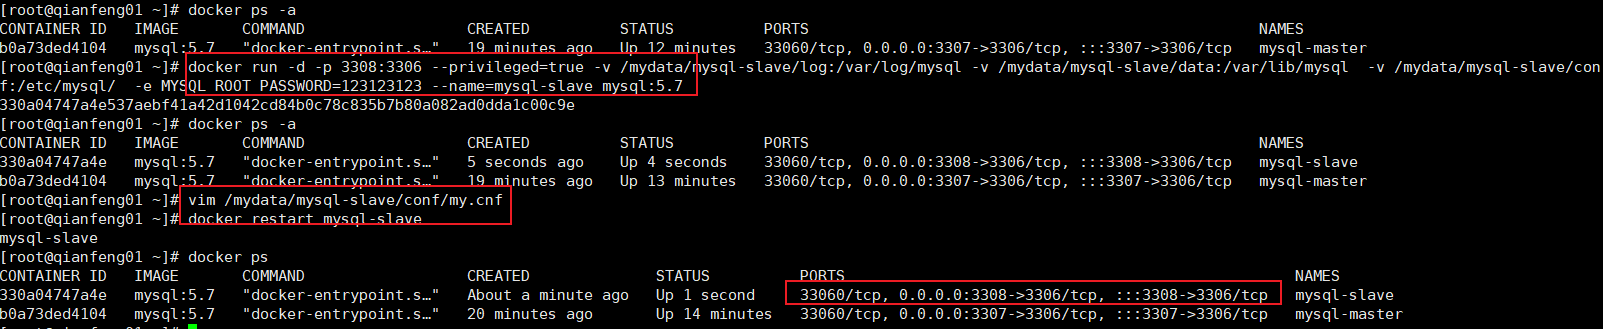 [root@qianfeng01 ~]# docker ps -a
CONTAINER ID   IMAGE       COMMAND                  CREATED          STATUS          PORTS                                                  NAMES
b0a73ded4104   mysql:5.7   "docker-entrypoint.s…"   19 minutes ago   Up 12 minutes   33060/tcp, 0.0.0.0:3307->3306/tcp, :::3307->3306/tcp   mysql-master
[root@qianfeng01 ~]# docker run -d -p 3308:3306 --privileged=true -v /mydata/mysql-slave/log:/var/log/mysql -v /mydata/mysql-slave/data:/var/lib/mysql  -v /mydata/mysql-slave/con
f:/etc/mysql/  -e MYSQL_ROOT_PASSWORD=123123123 --name=mysql-slave mysql:5.7
330a04747a4e537aebf41a42d1042cd84b0c78c835b7b80a082ad0dda1c00c9e
[root@qianfeng01 ~]# docker ps -a
CONTAINER ID   IMAGE       COMMAND                  CREATED          STATUS          PORTS                                                  NAMES
330a04747a4e   mysql:5.7   "docker-entrypoint.s…"   5 seconds ago    Up 4 seconds    33060/tcp, 0.0.0.0:3308->3306/tcp, :::3308->3306/tcp   mysql-slave
b0a73ded4104   mysql:5.7   "docker-entrypoint.s…"   19 minutes ago   Up 13 minutes   33060/tcp, 0.0.0.0:3307->3306/tcp, :::3307->3306/tcp   mysql-master
[root@qianfeng01 ~]# vim /mydata/mysql-slave/conf/my.cnf
[root@qianfeng01 ~]# docker restart mysql-slave
mysql-slave
[root@qianfeng01 ~]# docker ps
CONTAINER ID   IMAGE       COMMAND                  CREATED              STATUS          PORTS                                                  NAMES
330a04747a4e   mysql:5.7   "docker-entrypoint.s…"   About a minute ago   Up 1 second     33060/tcp, 0.0.0.0:3308->3306/tcp, :::3308->3306/tcp   mysql-slave
b0a73ded4104   mysql:5.7   "docker-entrypoint.s…"   20 minutes ago       Up 14 minutes   33060/tcp, 0.0.0.0:3307->3306/tcp, :::3307->3306/tcp   mysql-master